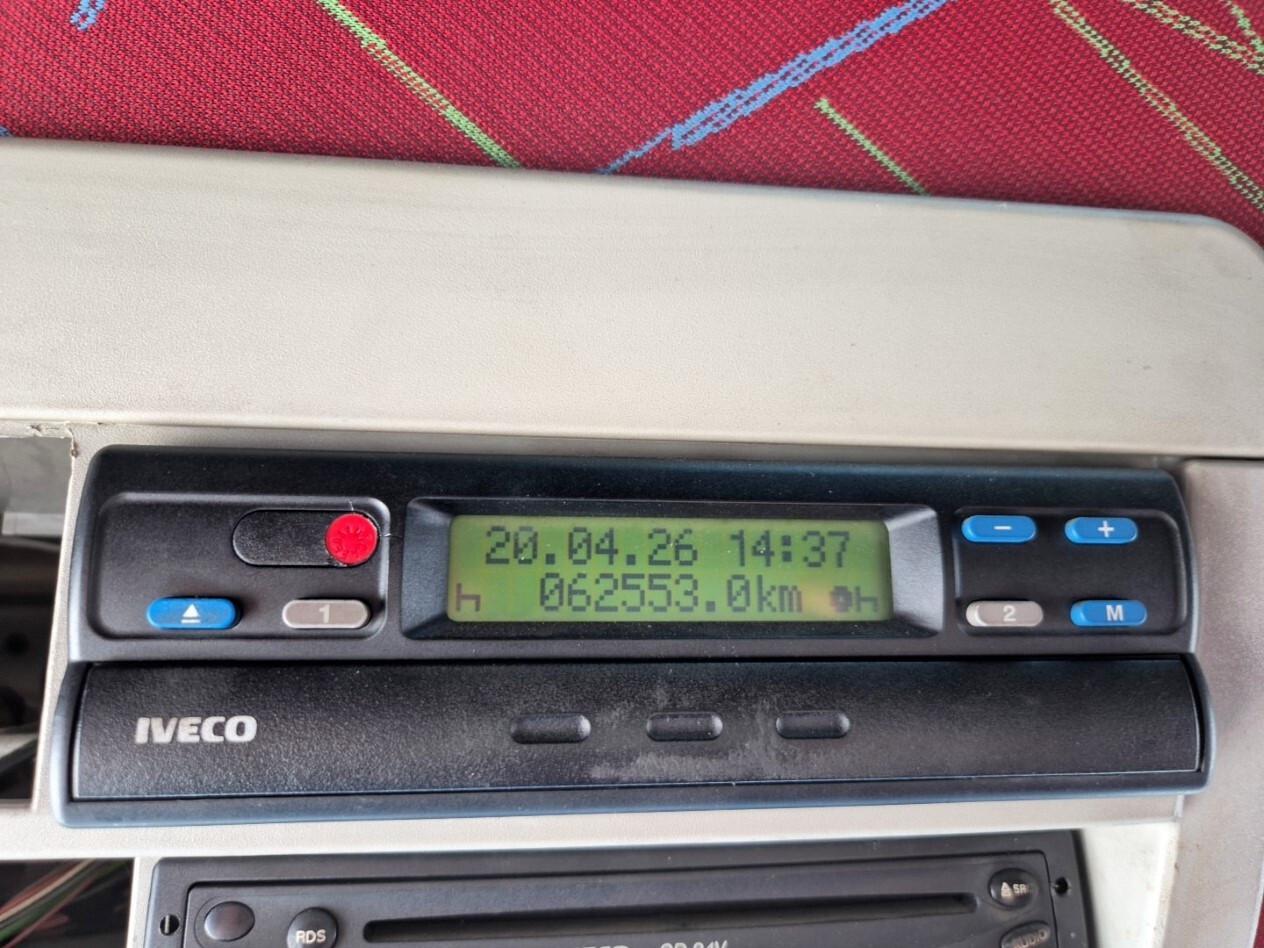 20.04.26 14:37
062553.0km
- +
1
2 M
IVECO
RDS